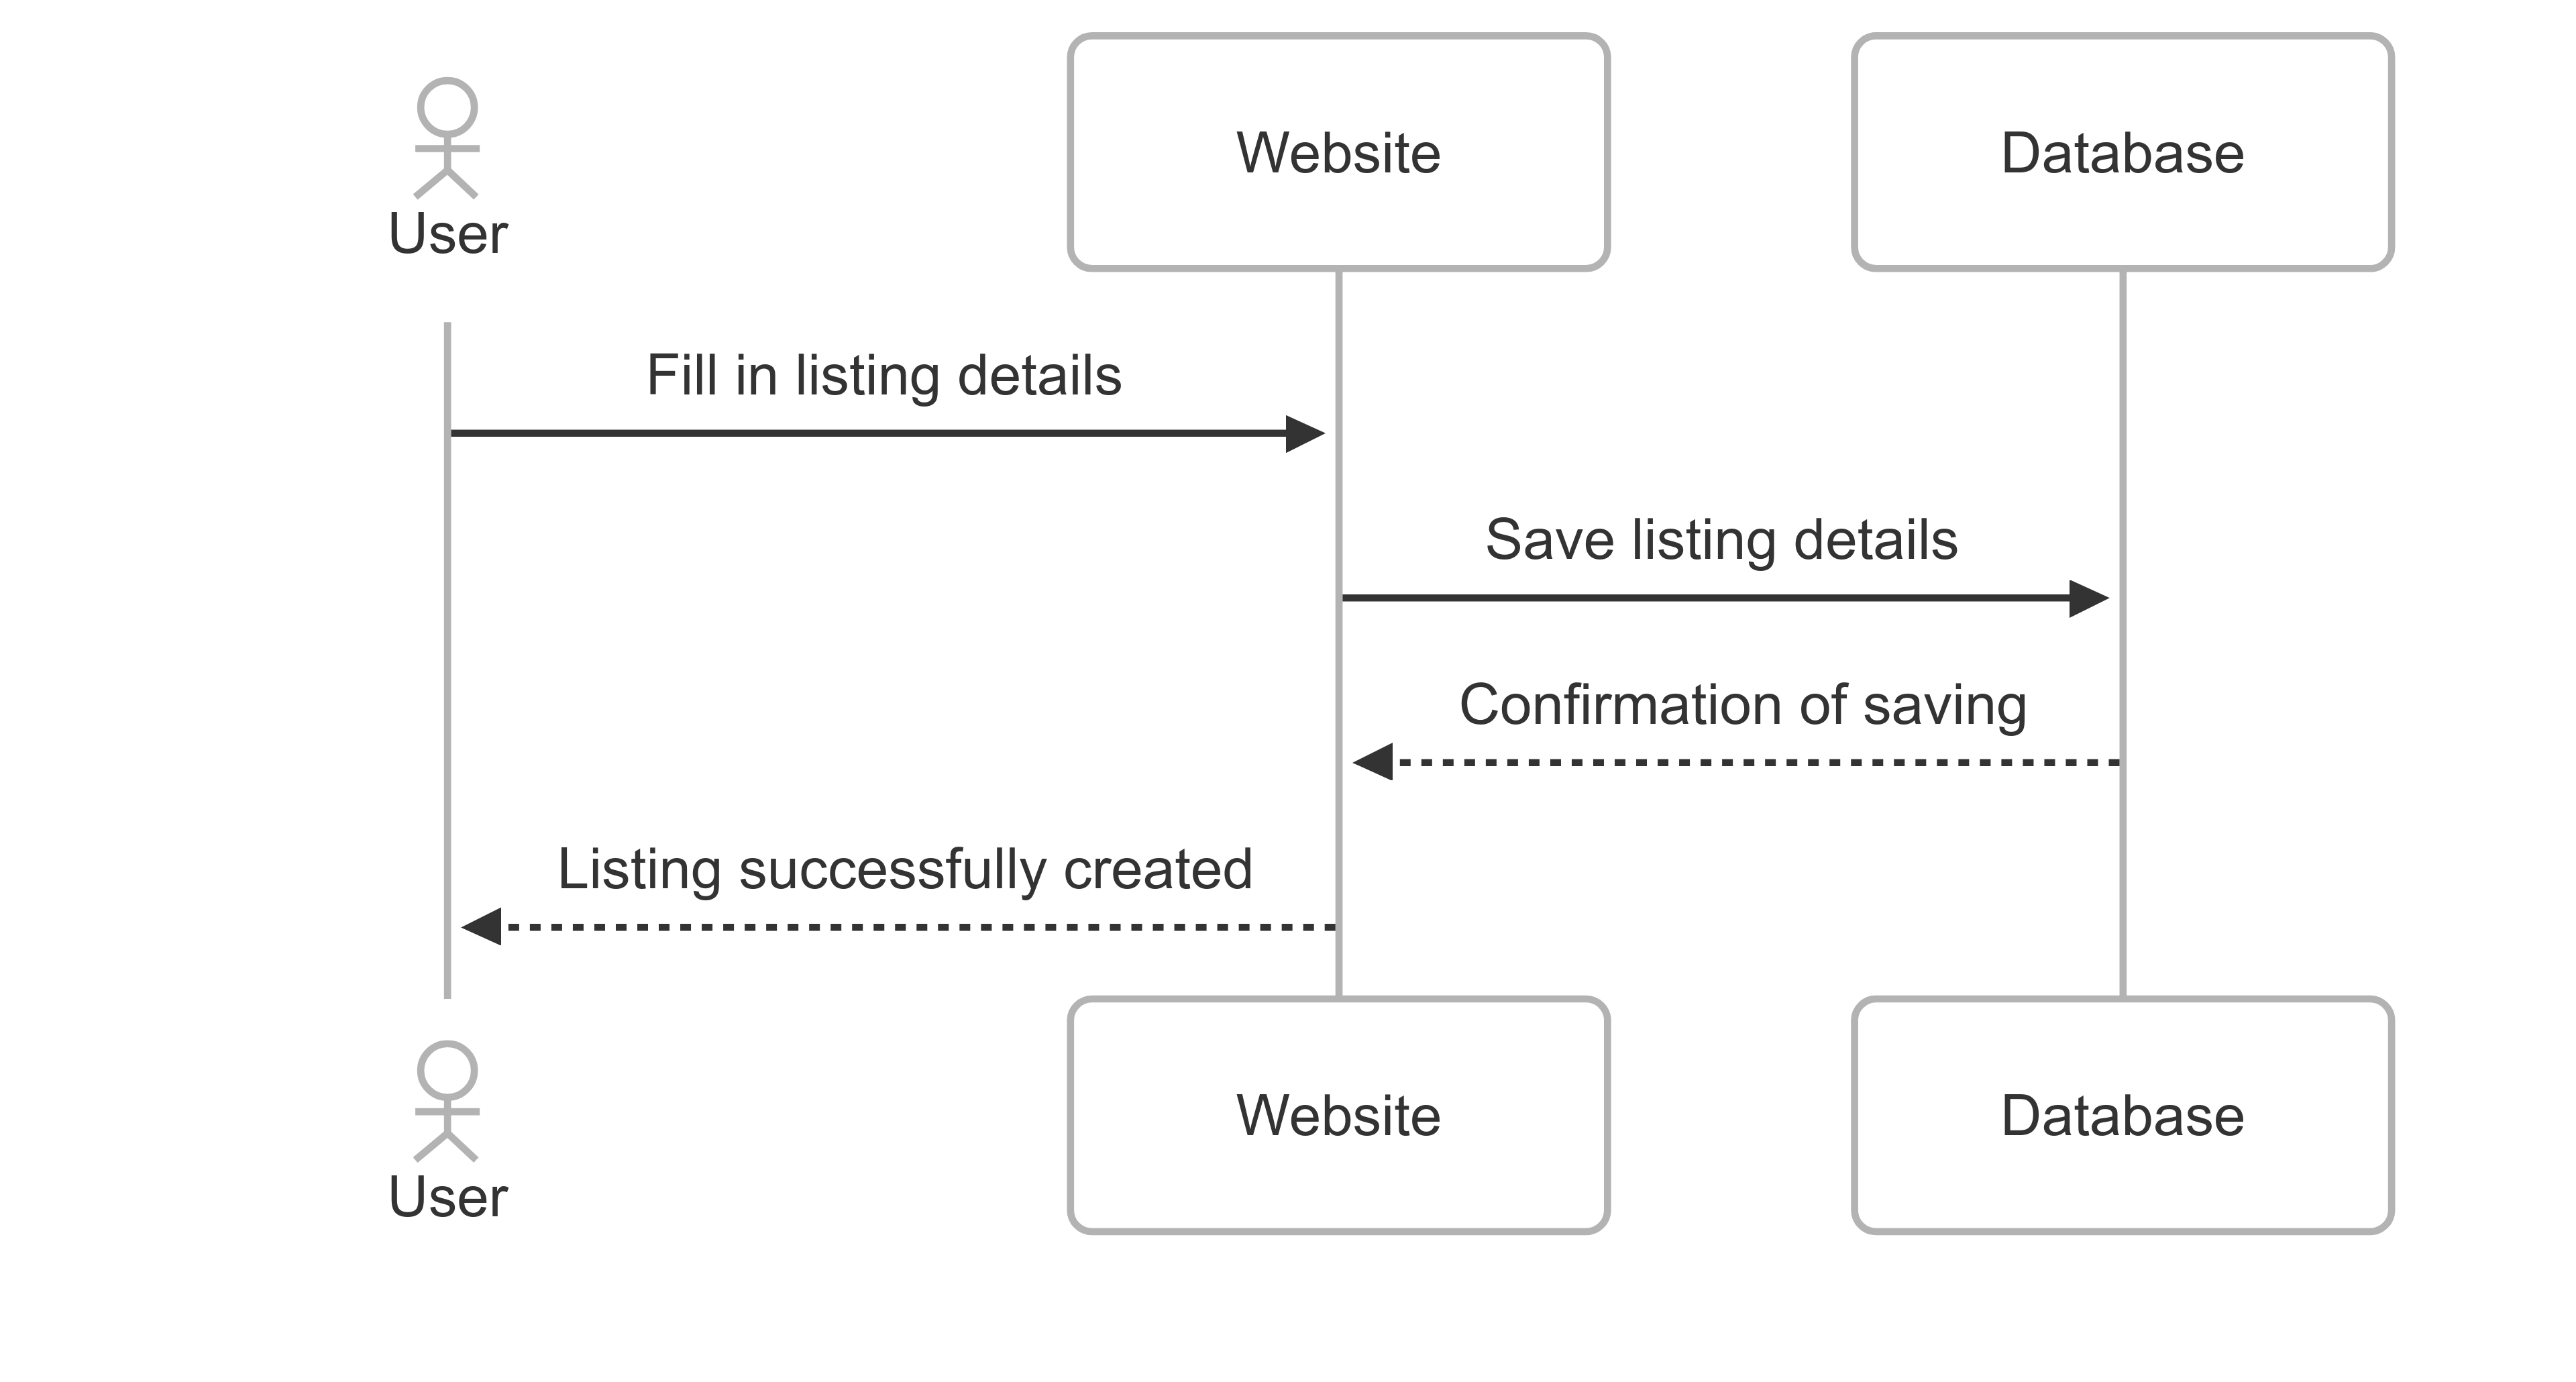 User
Website
Database
Fill in listing details
Save listing details
Confirmation of saving
Listing successfully created
User
Website
Database